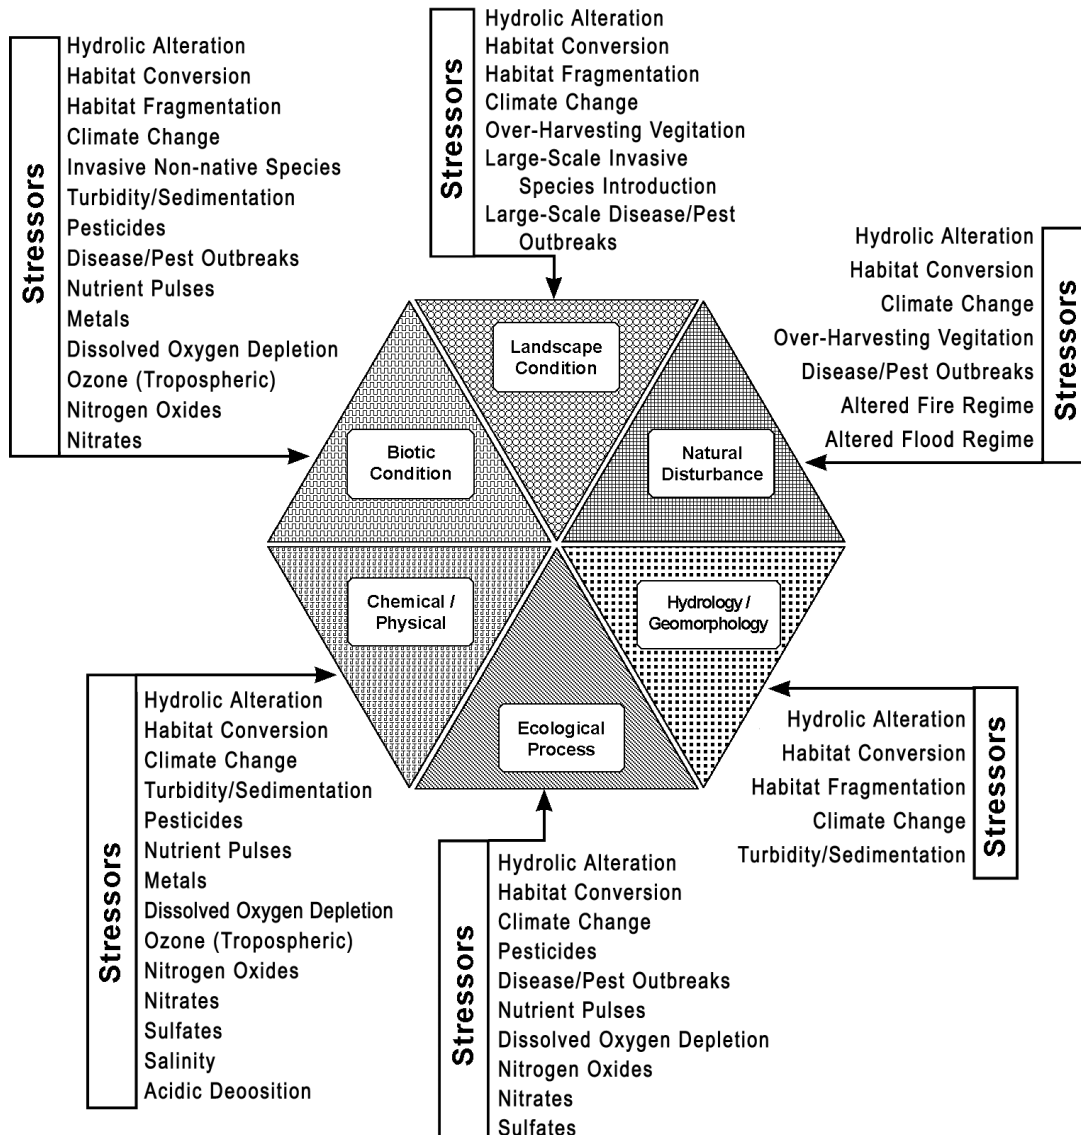 Stressors
Hydrolic Alteration
Habitat Conversion
Habitat Fragmentation
Climate Change
Invasive Non-native Species
Turbidity/Sedimentation
Pesticides
Disease/Pest Outbreaks
Nutrient Pulses
Metals
Dissolved Oxygen Depletion
Ozone (Tropospheric)
Nitrogen Oxides
Nitrates
Stressors
Hydrolic Alteration
Habitat Conversion
Habitat Fragmentation
Climate Change
Over-Harvesting Vegitation
Large-Scale Invasive
Species Introduction
Large-Scale Disease/Pest
Outbreaks
Stressors
Hydrolic Alteration
Habitat Conversion
Climate Change
Over-Harvesting Vegitation
Disease/Pest Outbreaks
Altered Fire Regime
Altered Flood Regime
Landscape
Condition
Biotic
Condition
Natural
Disturbance
Chemical /
Physical
Hydrology /
Geomorphology
Ecological
Process
Stressors
Hydrolic Alteration
Habitat Conversion
Climate Change
Turbidity/Sedimentation
Pesticides
Nutrient Pulses
Metals
Dissolved Oxygen Depletion
Ozone (Tropospheric)
Nitrogen Oxides
Nitrates
Sulfates
Salinity
Acidic Deoosition
Stressors
Hydrolic Alteration
Habitat Conversion
Climate Change
Pesticides
Disease/Pest Outbreaks
Nutrient Pulses
Dissolved Oxygen Depletion
Nitrogen Oxides
Nitrates
Sulfates
Stressors
Hydrolic Alteration
Habitat Conversion
Habitat Fragmentation
Climate Change
Turbidity/Sedimentation